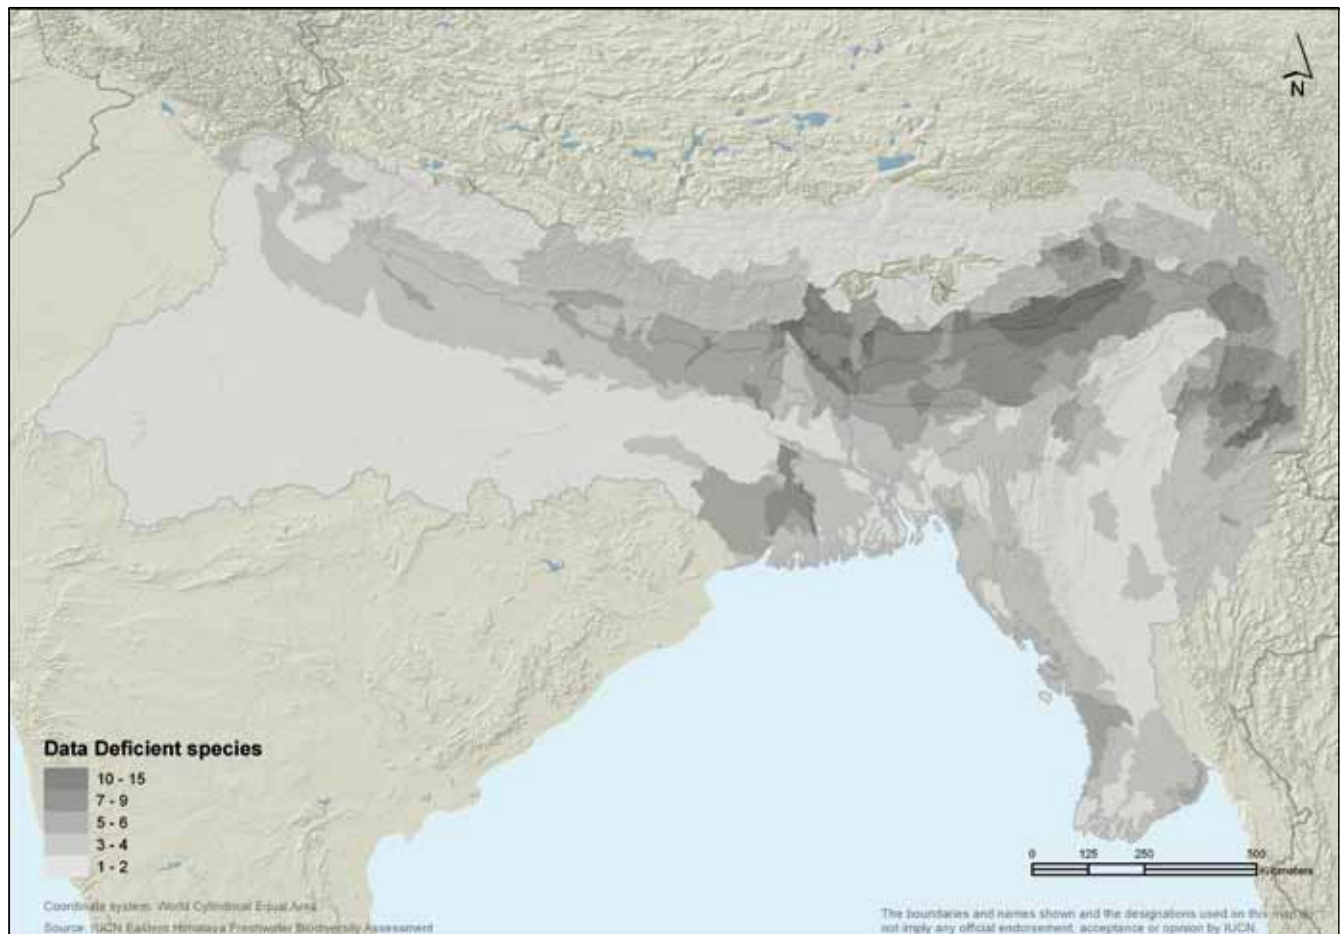 N
Data Deficient species
10 - 15
7 - 9
5 - 6
3 - 4
1 - 2
0 125 250 500
Kilometers
Coordinate system: World Cylindrical Equal Area
Source: IUCN Eastern Himalaya Freshwater Biodiversity Assessment
The boundaries and names shown and the designations used on this map do
not imply any official endorsement, acceptance or opinion by IUCN.